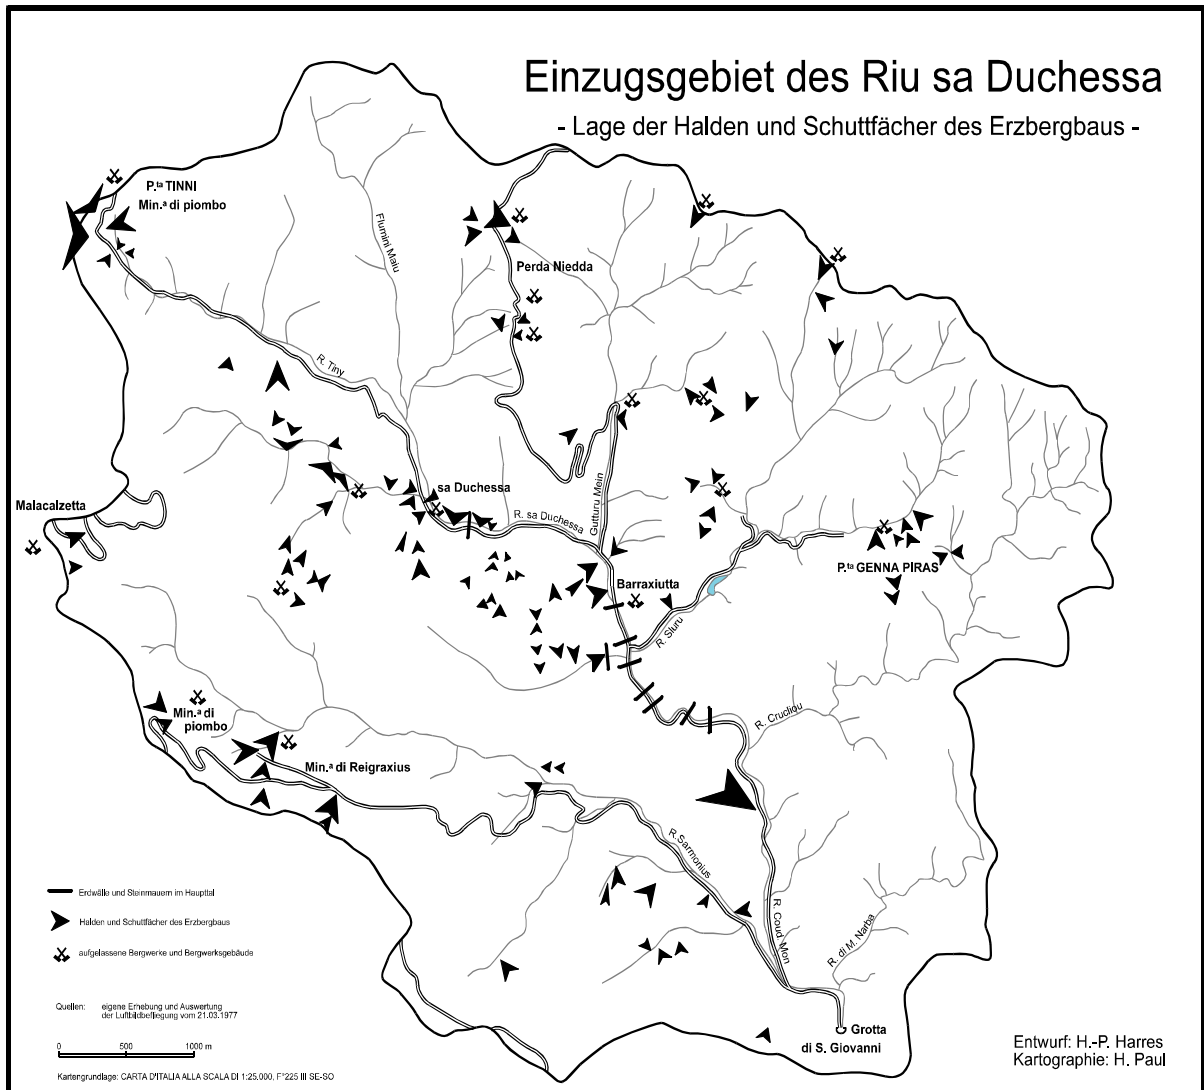 Einzugsgebiet des Riu sa Duchessa
- Lage der Halden und Schuttfächer des Erzbergbaus -
P.ta TINNI
Min.a di piombo
Flumini Maiu
Perda Niedda
R. Tiny
Malacalzetta
sa Duchessa
R. sa Duchessa
Gutturu Mein
P.ta GENNA PIRAS
Barraxiutta
R. Sluru
Min.a di
piombo
R. Crucliou
Min.a di Reigraxius
R.Sarmonius
R. Coud Mon
R. di M. Narba
Grotta
di S. Giovanni
Erdwälle und Steinmauern im Haupttal
Halden und Schuttfächer des Erzbergbaus
aufgelassene Bergwerke und Bergwerksgebäude
Quellen: eigene Erhebung und Auswertung
der Luftbildbefliegung vom 21.03.1977
0 500 1000 m
Kartengrundlage: CARTA D'ITALIA ALLA SCALA DI 1:25.000, F°225 III SE-SO
Entwurf: H.-P. Harres
Kartographie: H. Paul